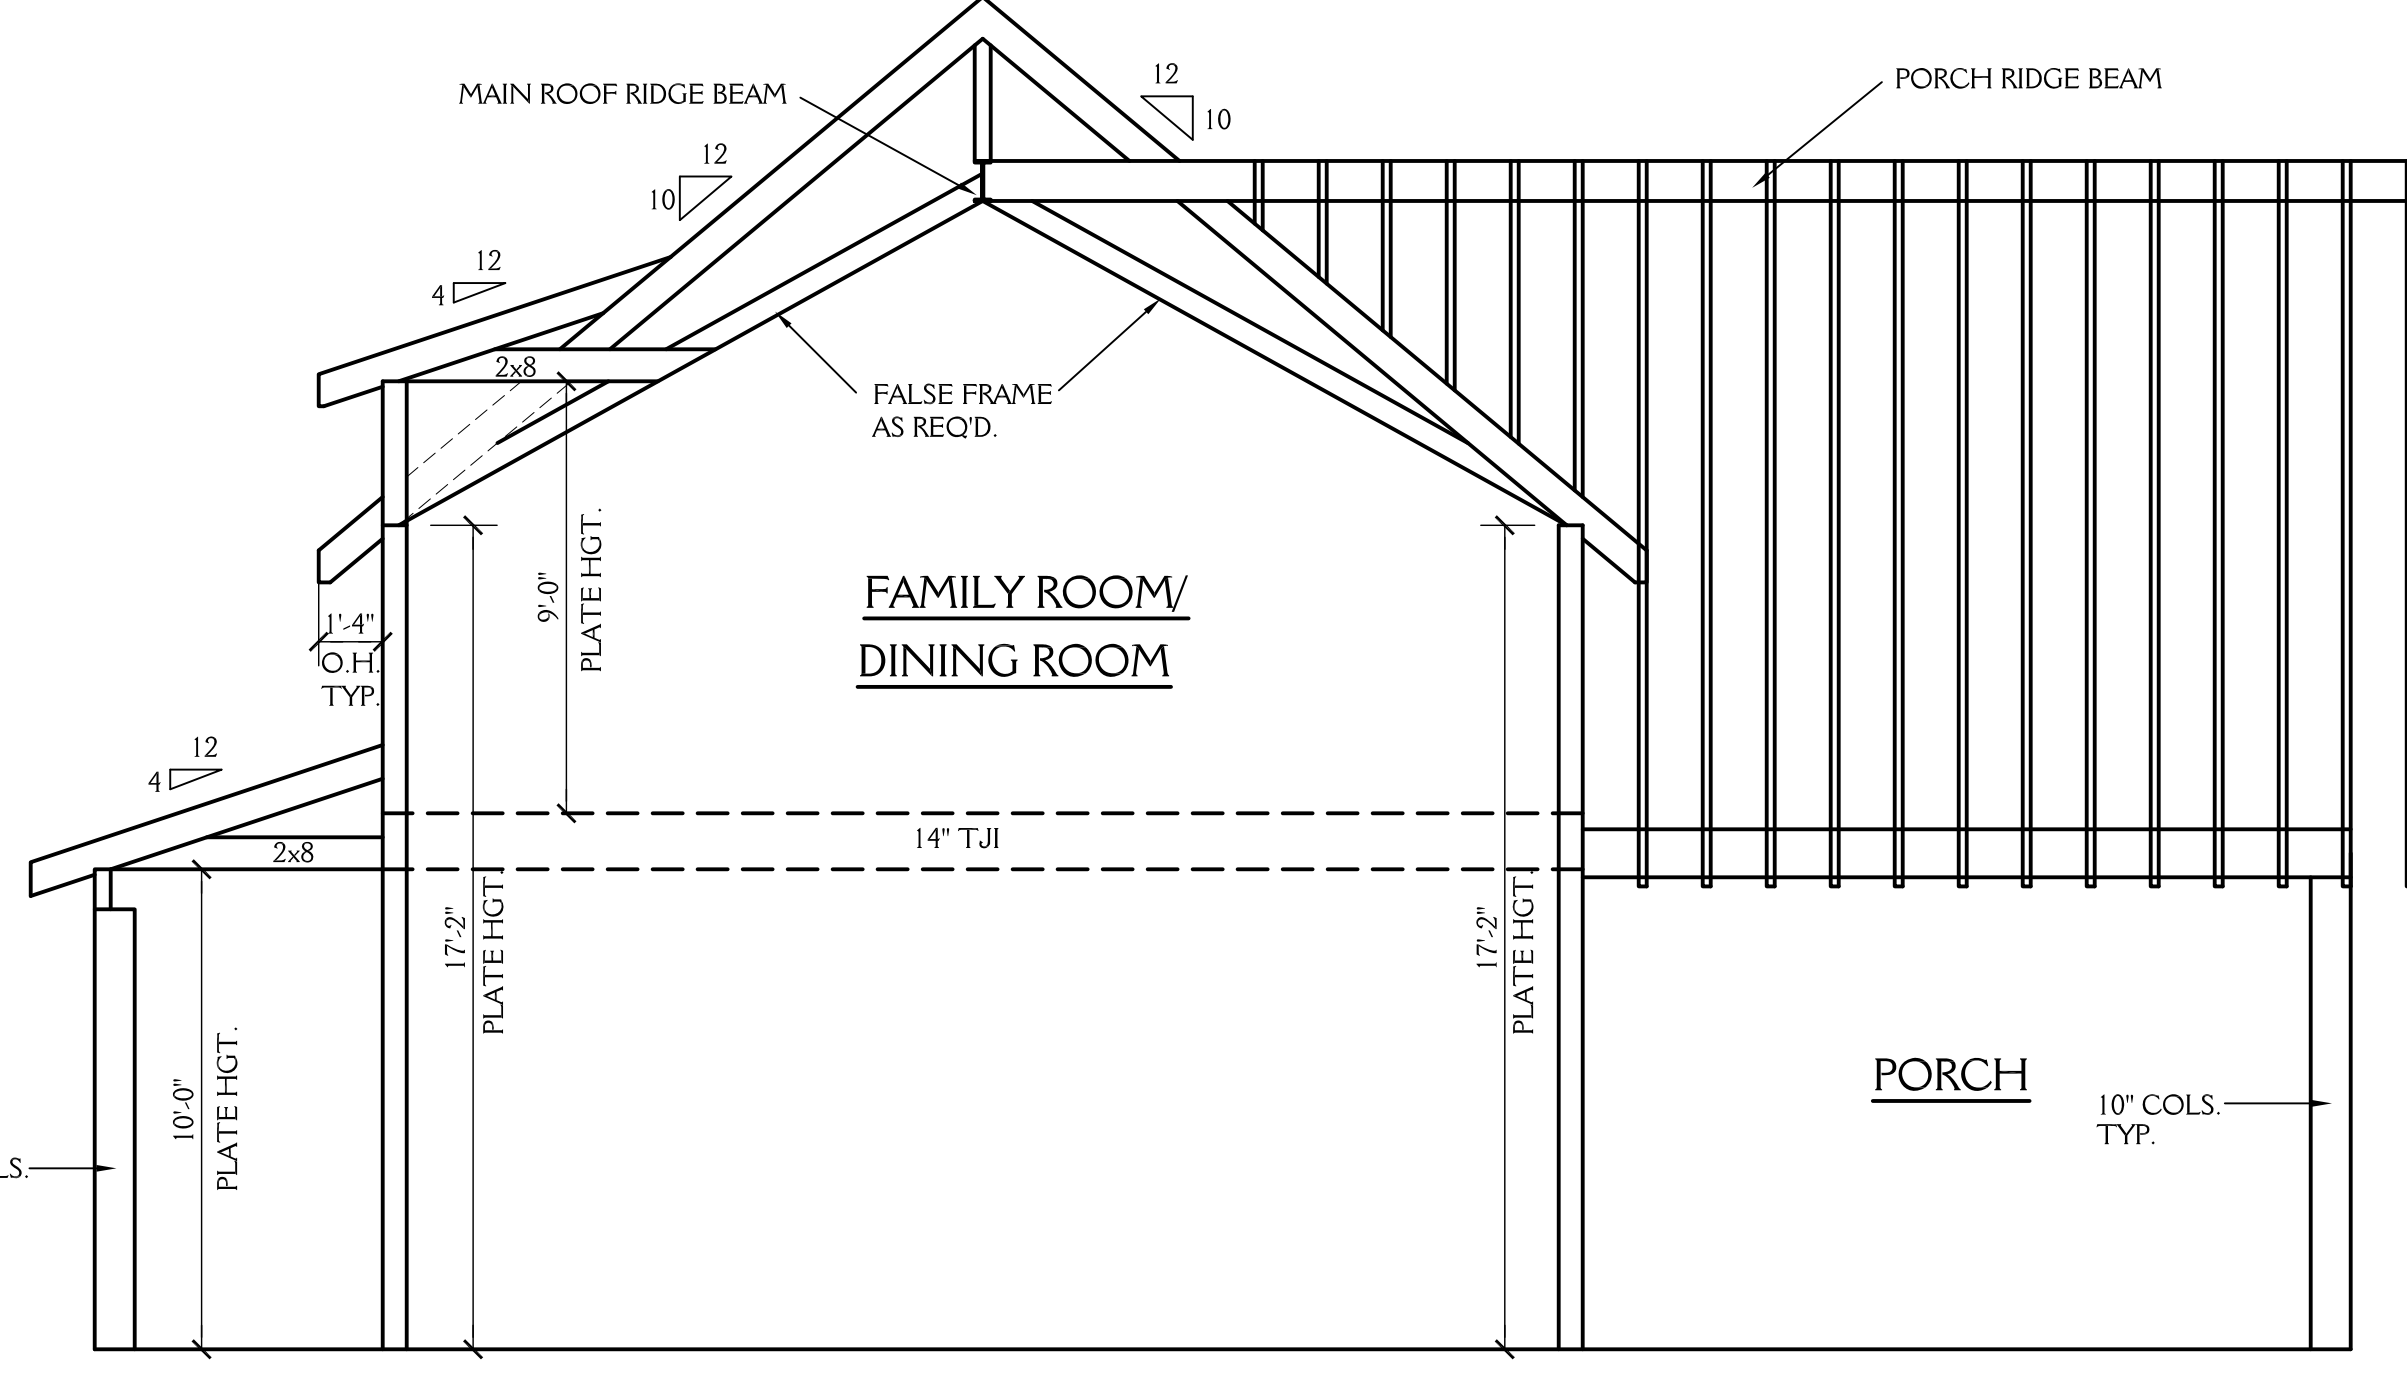 12
10
MAIN ROOF RIDGE BEAM
PORCH RIDGE BEAM
12
10
12
4
2x8
FALSE FRAME
AS REQ'D.
9'-0"
PLATE HGT.
FAMILY ROOM/
DINING ROOM
1'-4"
O.H.
TYP.
12
4
2x8
14" TJI
17'-2"
PLATE HGT.
17'-2"
PLATE HGT.
10'-0"
PLATE HGT.
PORCH
10" COLS.
TYP.
LS.